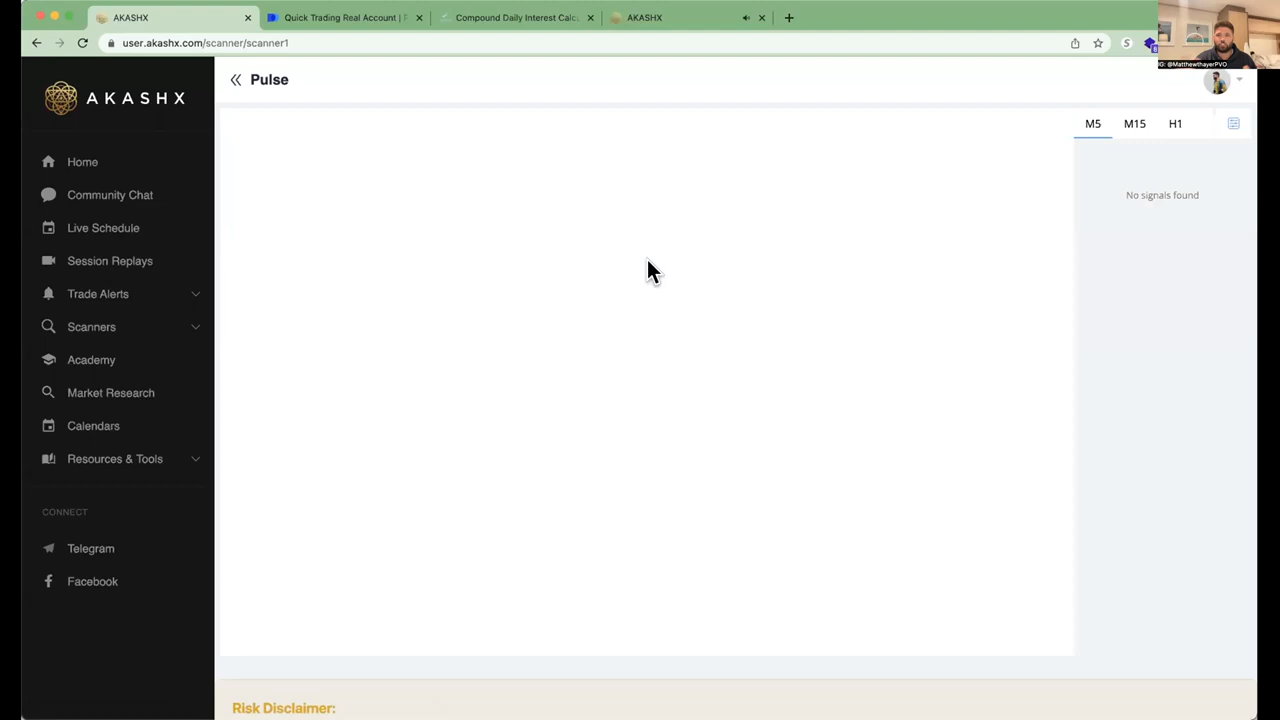 AKASHX
Quick Trading Real Account |
Compound Daily Interest Calc
AKASHX
user.akashx.com/scanner/scanner1
IG: @MatthewthayerPVO
AKASHX
Pulse
M5
M15
H1
No signals found
Home
Community Chat
Live Schedule
Session Replays
Trade Alerts
Scanners
Academy
Market Research
Calendars
Resources & Tools
CONNECT
Telegram
Facebook
Risk Disclaimer: